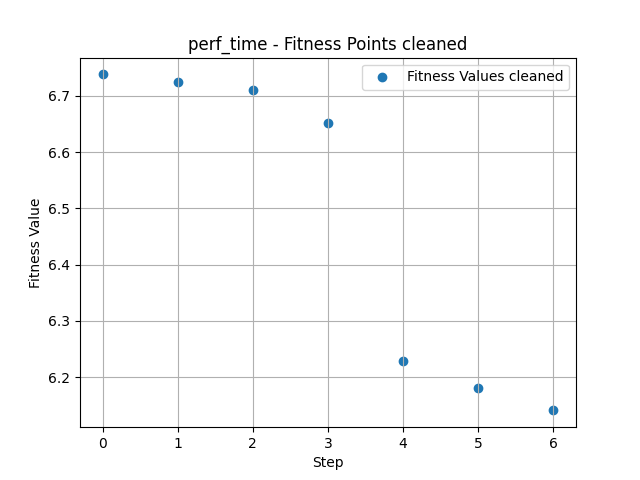 perf_time - Fitness Points cleaned
Fitness Values cleaned
Fitness Value
6.7
6.6
6.5
6.4
6.3
6.2
0 1 2 3 4 5 6
Step